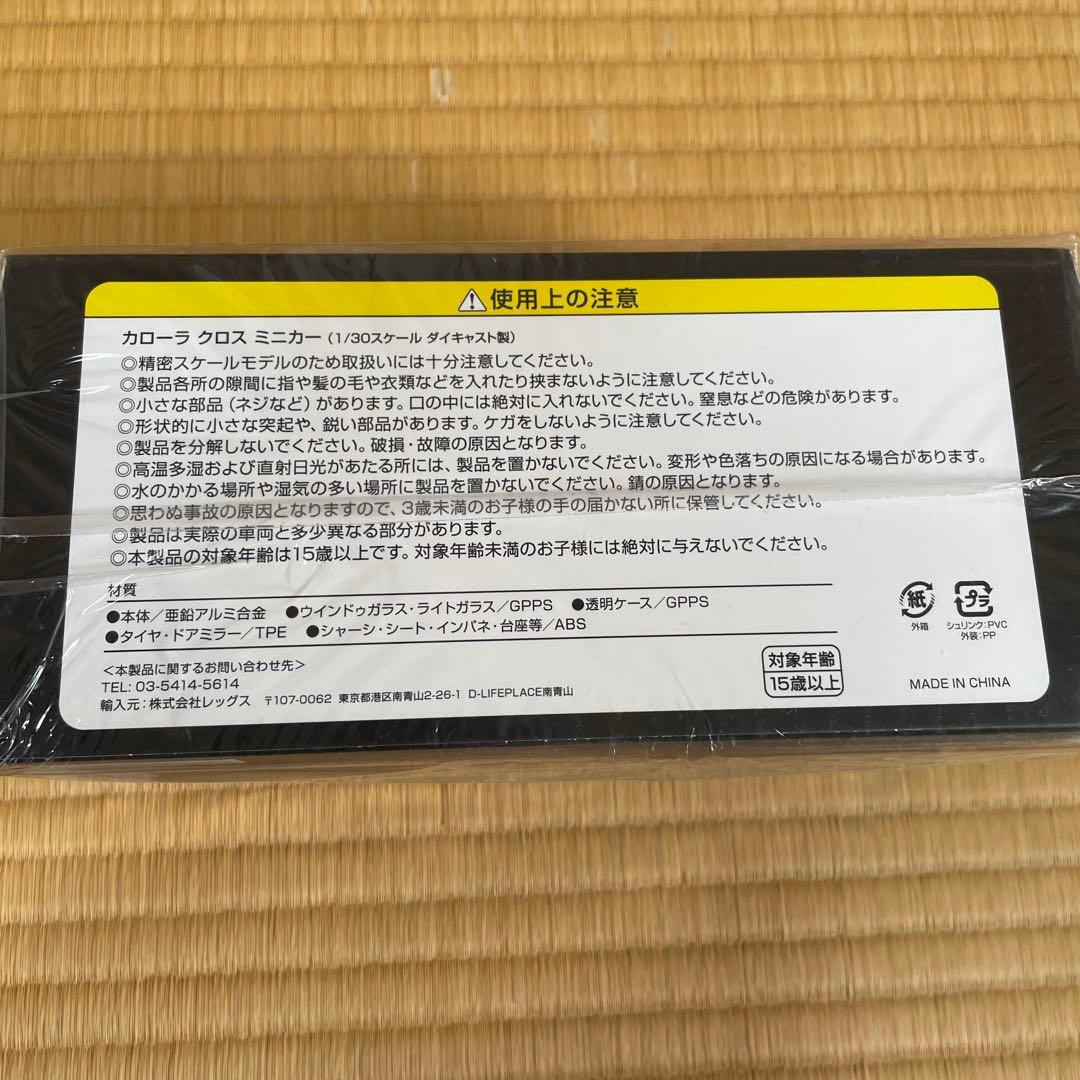 ⚠使用上の注意
カローラ クロス ミニカー（1/30スケール ダイキャスト製）
◎精密スケールモデルのため取扱いには十分注意してください。
◎製品各所の隙間に指や髪の毛や衣類などを入れたり挟まないように注意してください。
◎小さな部品（ネジなど）があります。口の中には絶対に入れないでください。窒息などの危険があります。
◎形状的に小さな突起や、鋭い部品があります。ケガをしないように注意してください。
◎製品を分解しないでください。破損・故障の原因となります。
◎高温多湿および直射日光があたる所には、製品を置かないでください。変形や色落ちの原因になる場合があります。
◎水のかかる場所や湿気の多い場所に製品を置かないでください。錆の原因となります。
◎思わぬ事故の原因となりますので、3歳未満のお子様の手の届かない所に保管してください。
◎製品は実際の車両と多少異なる部分があります。
◎本製品の対象年齢は15歳以上です。対象年齢未満のお子様には絶対に与えないでください。
材質
●本体／亜鉛アルミ合金 ●ウインドゥガラス・ライトガラス／GPPS ●透明ケース／GPPS
●タイヤ・ドアミラー／TPE ●シャーシ・シート・インパネ・台座等／ABS
紙 プラ
外箱 シュリンク：PVC
外装：PP
＜本製品に関するお問い合わせ先＞
TEL: 03-5414-5614
輸入元：株式会社レッグス 〒107-0062 東京都港区南青山2-26-1 D-LIFEPLACE南青山
対象年齢
15歳以上
MADE IN CHINA